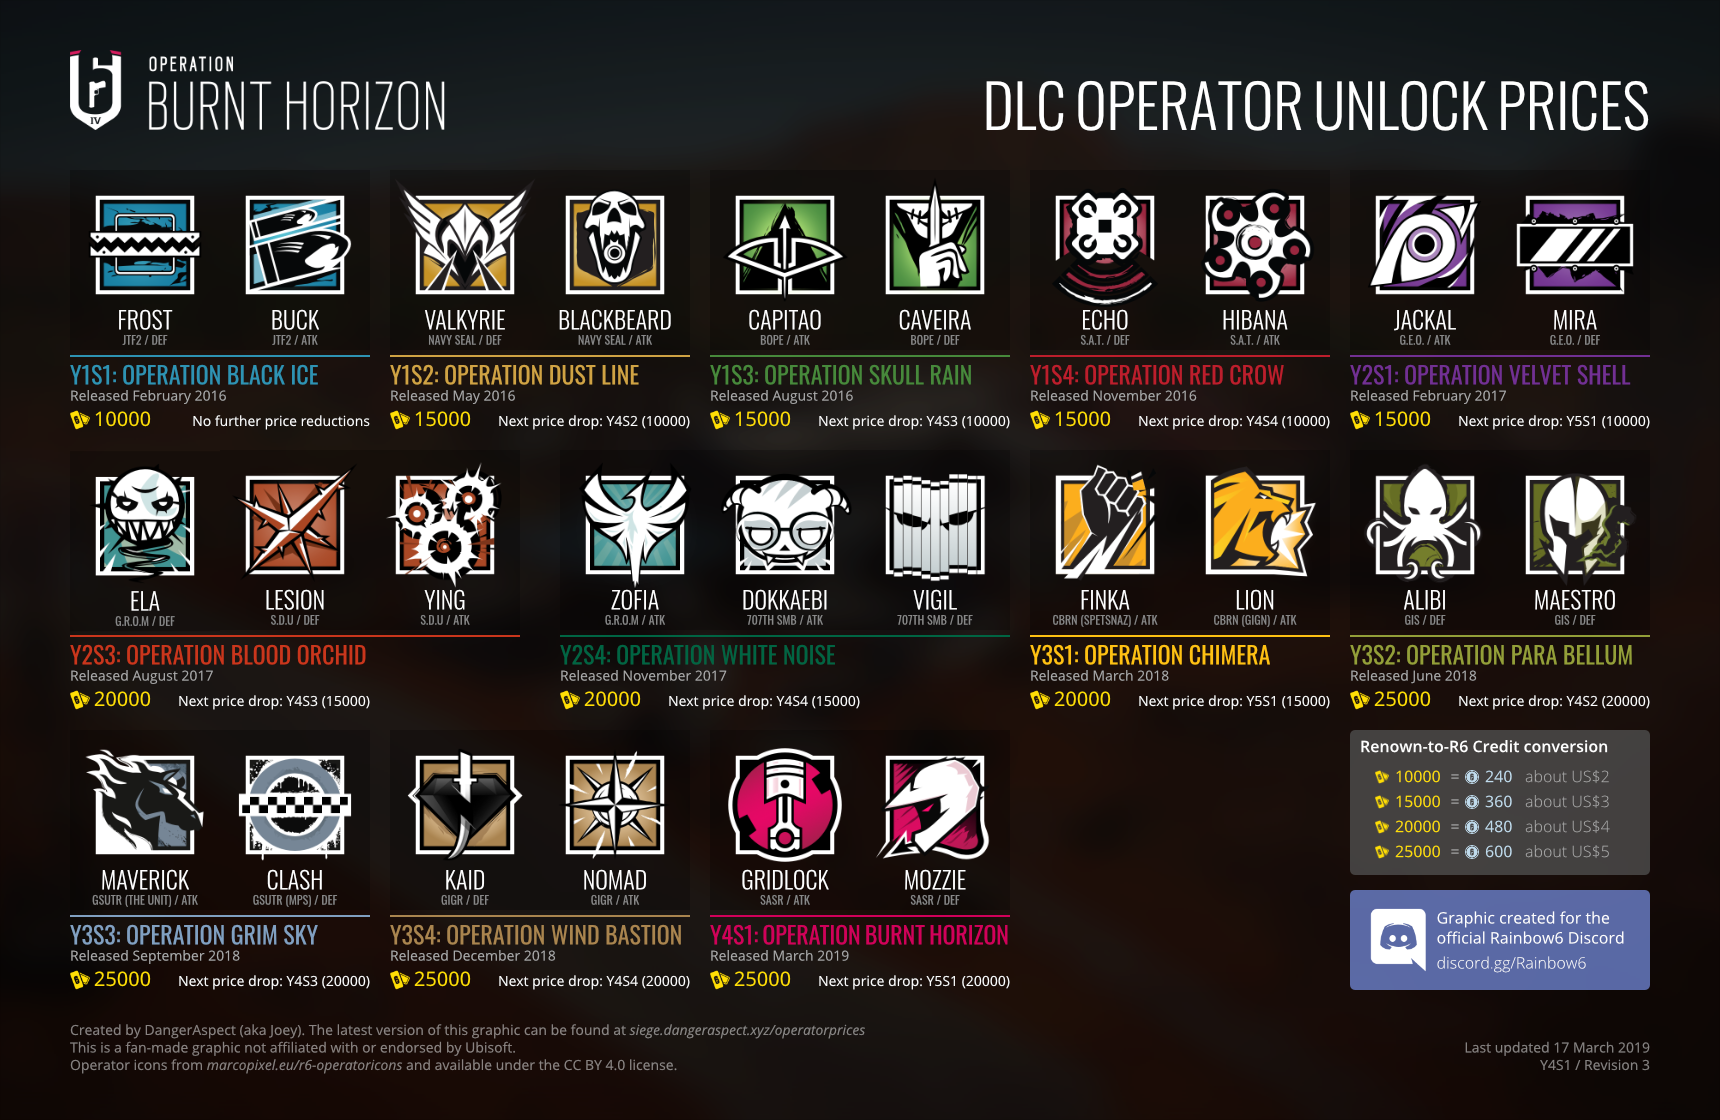 OPERATION
BURNT HORIZON
IV
DLC OPERATOR UNLOCK PRICES
FROST
JTF2 / DEF
BUCK
JTF2 / ATK
Y1S1: OPERATION BLACK ICE
Released February 2016
10000 No further price reductions
VALKYRIE
NAVY SEAL / DEF
BLACKBEARD
NAVY SEAL / ATK
Y1S2: OPERATION DUST LINE
Released May 2016
15000 Next price drop: Y4S2 (10000)
CAPITAO
BOPE / ATK
CAVEIRA
BOPE / DEF
Y1S3: OPERATION SKULL RAIN
Released August 2016
15000 Next price drop: Y4S3 (10000)
ECHO
S.A.T. / DEF
HIBANA
S.A.T. / ATK
Y1S4: OPERATION RED CROW
Released November 2016
15000 Next price drop: Y4S4 (10000)
JACKAL
G.E.O. / ATK
MIRA
G.E.O. / DEF
Y2S1: OPERATION VELVET SHELL
Released February 2017
15000 Next price drop: Y5S1 (10000)
ELA
G.R.O.M / DEF
LESION
S.D.U / DEF
YING
S.D.U / ATK
Y2S3: OPERATION BLOOD ORCHID
Released August 2017
20000 Next price drop: Y4S3 (15000)
ZOFIA
G.R.O.M / ATK
DOKKAEBI
707TH SMB / ATK
VIGIL
707TH SMB / DEF
Y2S4: OPERATION WHITE NOISE
Released November 2017
20000 Next price drop: Y4S4 (15000)
FINKA
CBRN (SPETSNAZ) / ATK
LION
CBRN (GIGN) / ATK
Y3S1: OPERATION CHIMERA
Released March 2018
20000 Next price drop: Y5S1 (15000)
ALIBI
GIS / DEF
MAESTRO
GIS / DEF
Y3S2: OPERATION PARA BELLUM
Released June 2018
25000 Next price drop: Y4S2 (20000)
MAVERICK
GSUTR (THE UNIT) / ATK
CLASH
GSUTR (MPS) / DEF
Y3S3: OPERATION GRIM SKY
Released September 2018
25000 Next price drop: Y4S3 (20000)
KAID
GIGR / DEF
NOMAD
GIGR / ATK
Y3S4: OPERATION WIND BASTION
Released December 2018
25000 Next price drop: Y4S4 (20000)
GRIDLOCK
SASR / ATK
MOZZIE
SASR / DEF
Y4S1: OPERATION BURNT HORIZON
Released March 2019
25000 Next price drop: Y5S1 (20000)
Renown-to-R6 Credit conversion
10000 = 240 about US$2
15000 = 360 about US$3
20000 = 480 about US$4
25000 = 600 about US$5
Graphic created for the
official Rainbow6 Discord
discord.gg/Rainbow6
Created by DangerAspect (aka Joey). The latest version of this graphic can be found at siege.dangeraspect.xyz/operatorprices
This is a fan-made graphic not affiliated with or endorsed by Ubisoft.
Operator icons from marcopixel.eu/r6-operatoricons and available under the CC BY 4.0 license.
Last updated 17 March 2019
Y4S1 / Revision 3